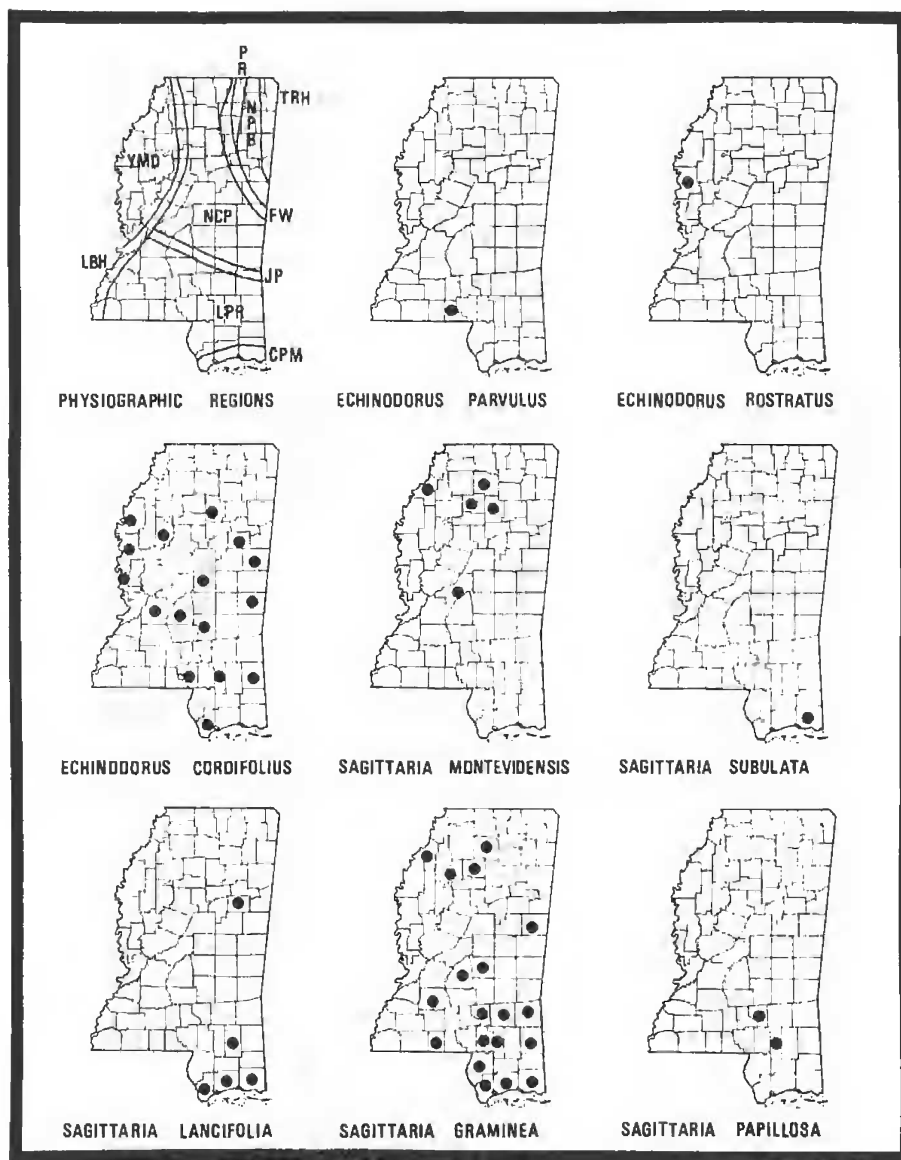 P
R
TRH
N
P
B
YMD
NCP
FW
LBH
JP
LPR
CPM
PHYSIOGRAPHIC REGIONS
ECHINODORUS PARVULUS
ECHINODORUS ROSTRATUS
ECHINODORUS CORDIFOLIUS
SAGITTARIA MONTEVIDENSIS
SAGITTARIA SUBULATA
SAGITTARIA LANCIFOLIA
SAGITTARIA GRAMINEA
SAGITTARIA PAPILLOSA